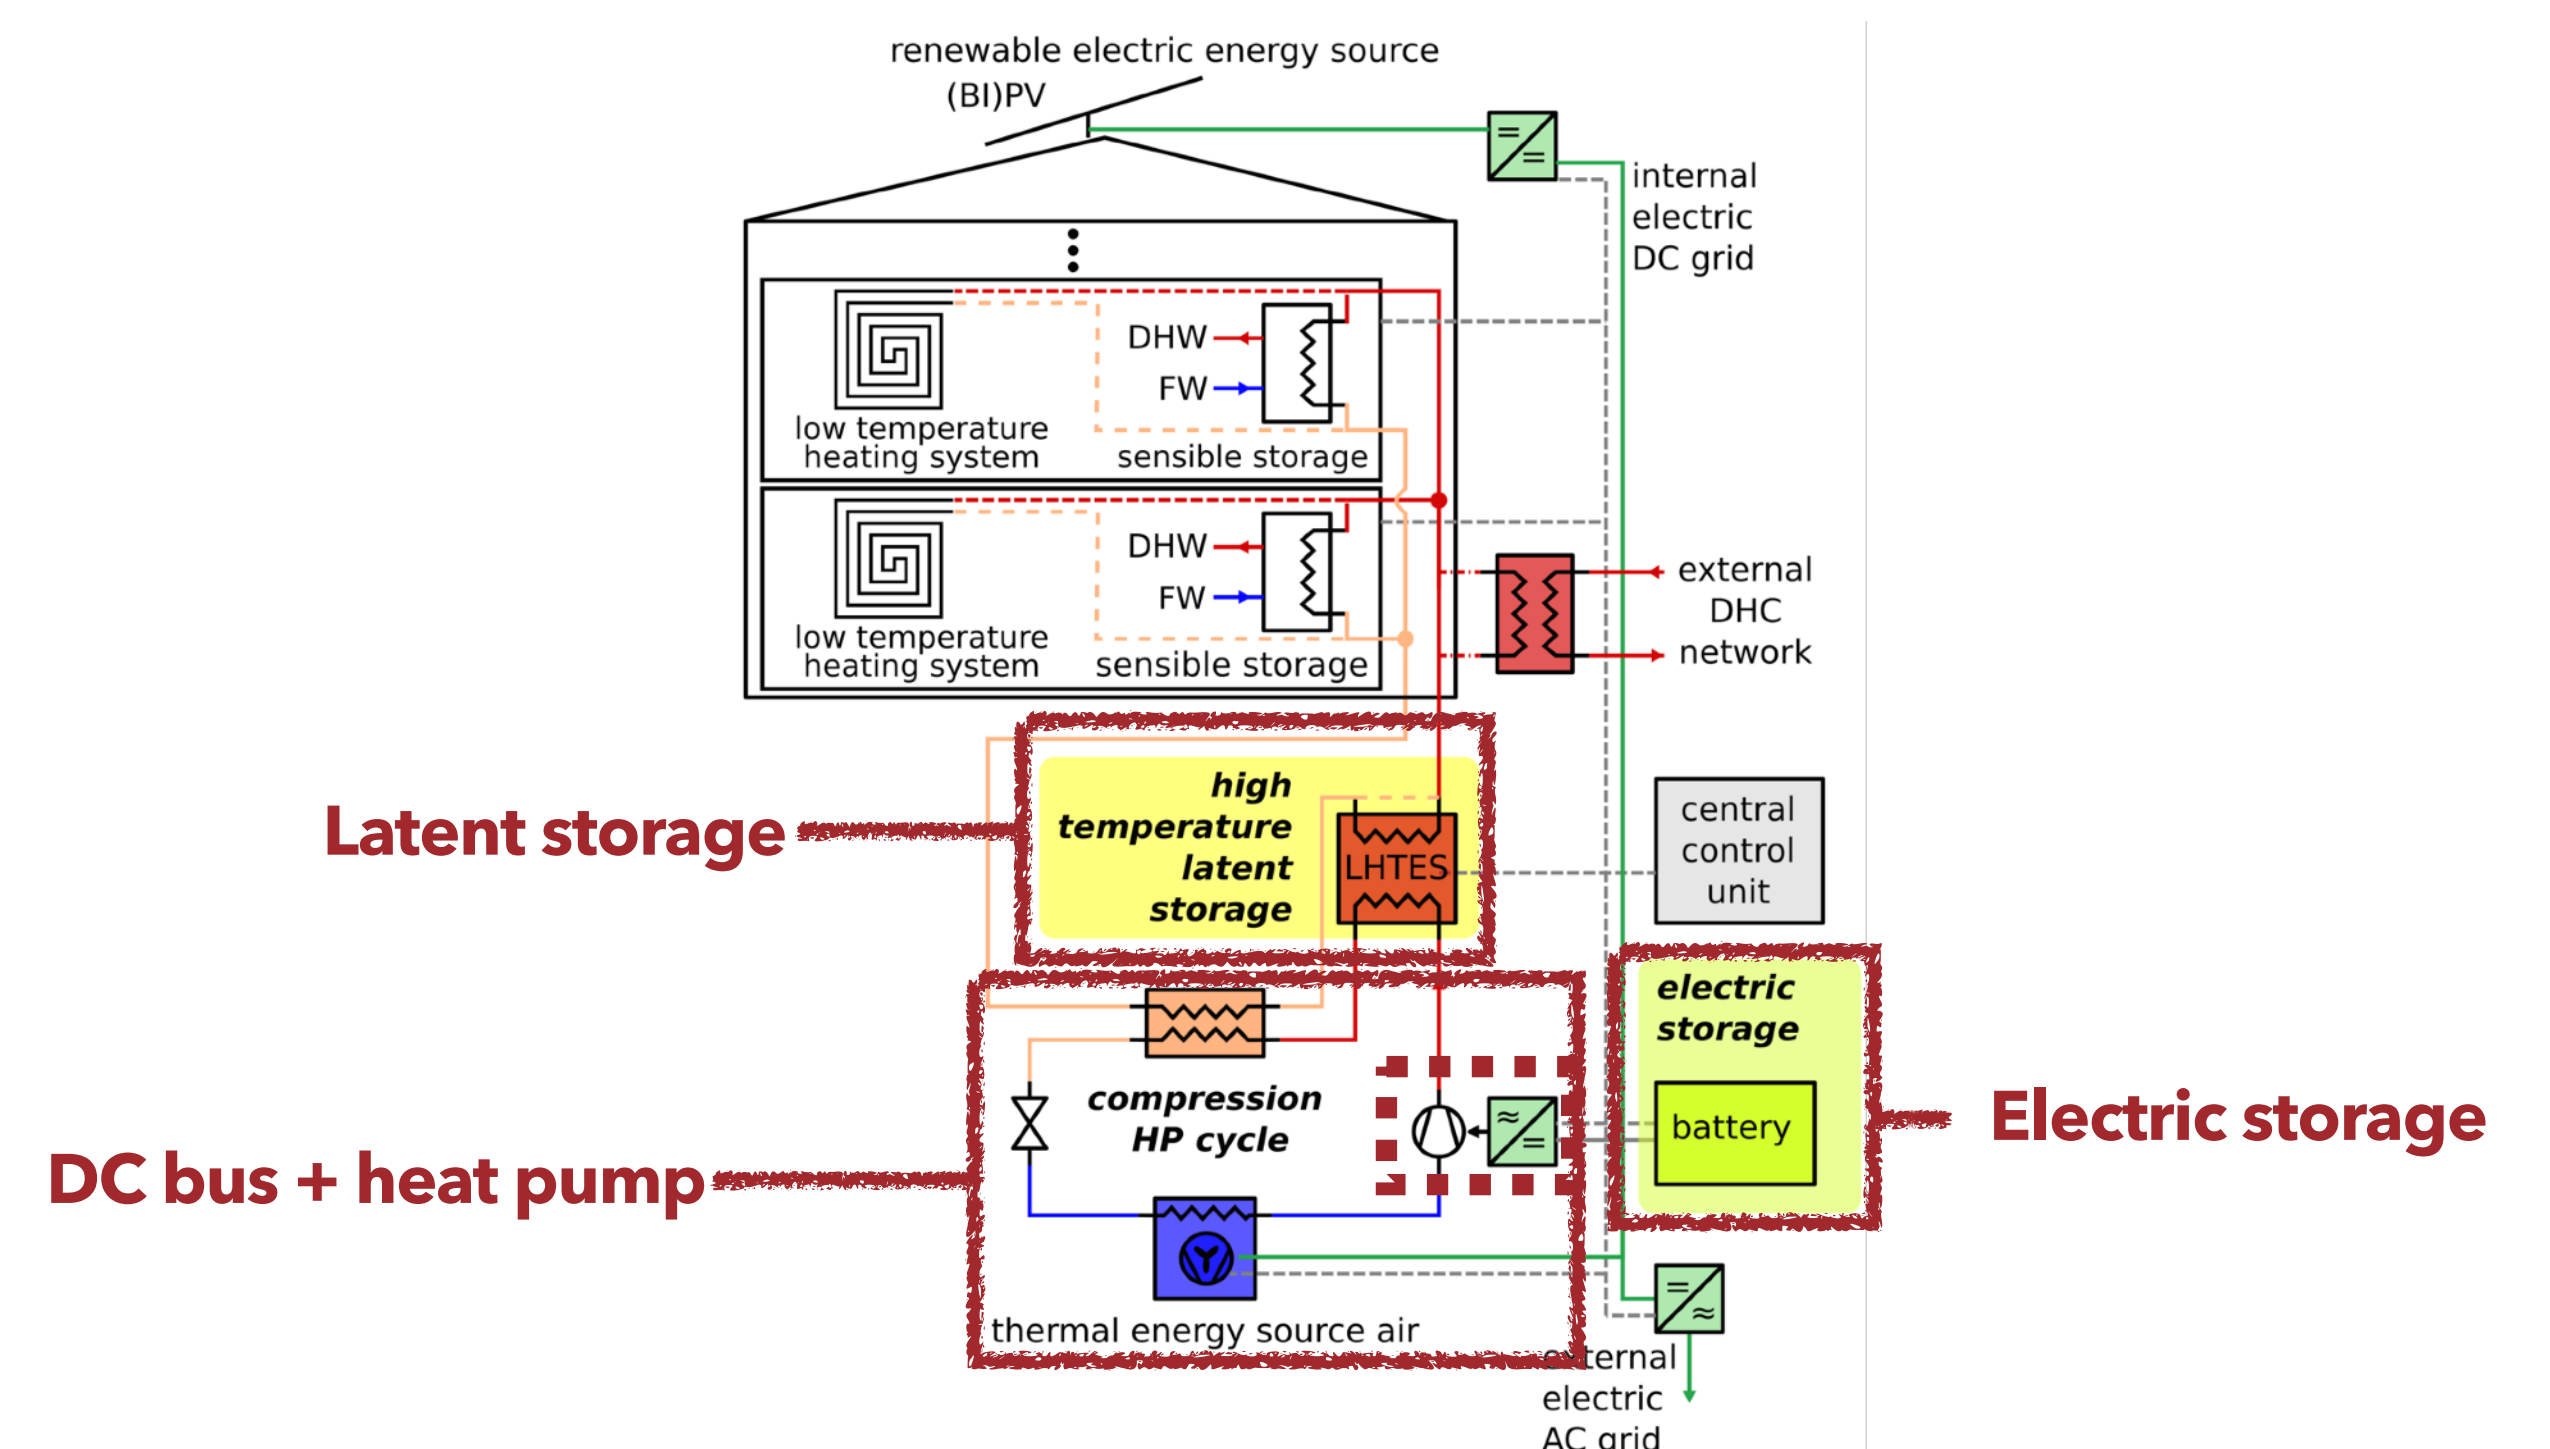 renewable electric energy source
(BI)PV
internal
electric
DC grid
DHW
FW
low temperature
heating system
sensible storage
DHW
FW
low temperature
heating system
sensible storage
external
DHC
network
high
temperature
latent
storage
LHTES
Latent storage
central
control
unit
electric
storage
battery
Electric storage
compression
HP cycle
DC bus + heat pump
thermal energy source air
external
electric
AC grid